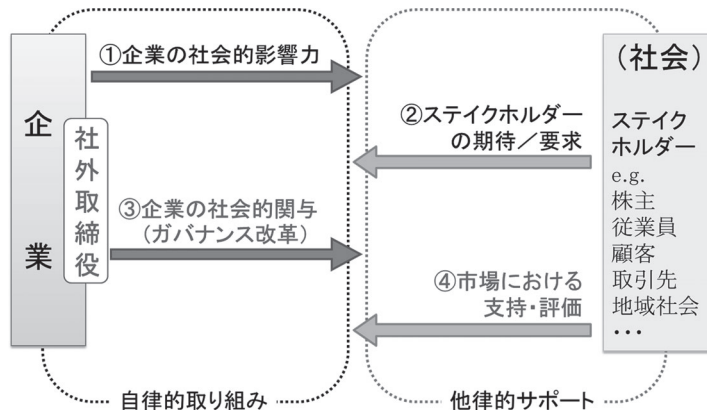 企業
社外取締役
①企業の社会的影響力
②ステイクホルダー
の期待／要求
③企業の社会的関与
（ガバナンス改革）
④市場における
支持・評価
（社会）
ステイク
ホルダー
e.g.
株主
従業員
顧客
取引先
地域社会
・・・
自律的取り組み
他律的サポート